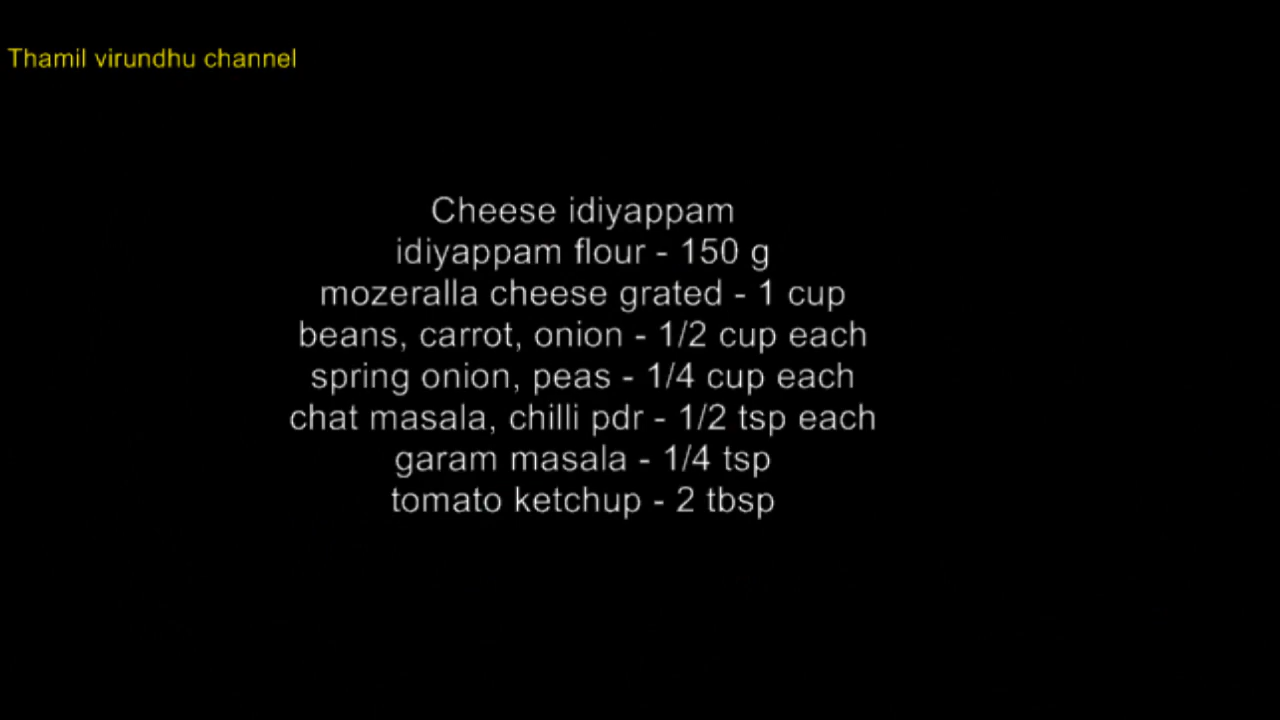 Thamil virundhu channel
Cheese idiyappam
idiyappam flour - 150 g
mozeralla cheese grated - 1 cup
beans, carrot, onion - 1/2 cup each
spring onion, peas - 1/4 cup each
chat masala, chilli pdr - 1/2 tsp each
garam masala - 1/4 tsp
tomato ketchup - 2 tbsp